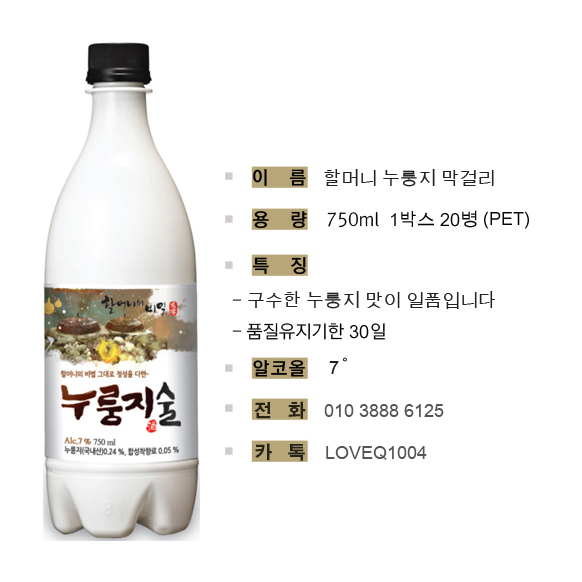 할머니의 비밀
할머니의 비법 그대로 정성을 다한~
누룽지술
Alc.7 % 750 ml
누룽지(국내산)0.24 %, 합성착향료 0.05 %
이 름 할머니 누룽지 막걸리
용 량 750ml 1박스 20병 (PET)
특 징
- 구수한 누룽지 맛이 일품입니다
- 품질유지기한 30일
알코올 7˚
전 화 010 3888 6125
카 톡 LOVEQ1004